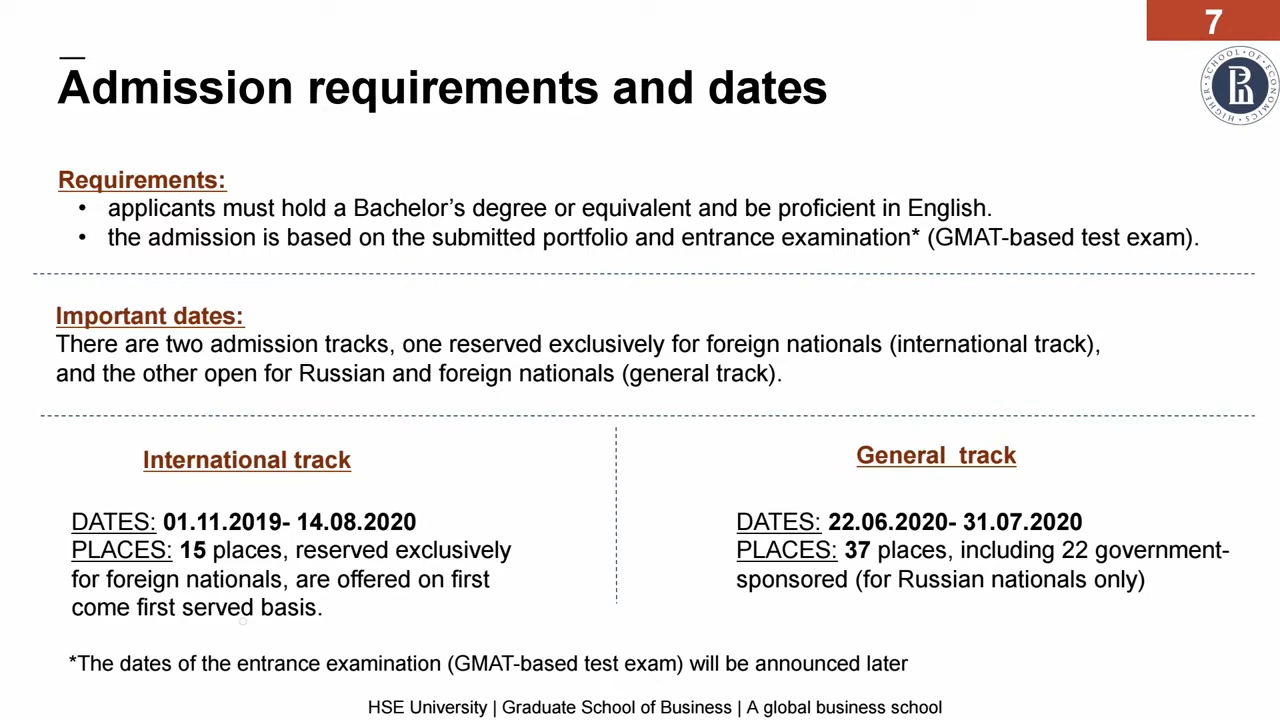 7
HIGHER · SCHOOL · OF · ECONOMICS
Admission requirements and dates
Requirements:
• applicants must hold a Bachelor’s degree or equivalent and be proficient in English.
• the admission is based on the submitted portfolio and entrance examination* (GMAT-based test exam).
Important dates:
There are two admission tracks, one reserved exclusively for foreign nationals (international track),
and the other open for Russian and foreign nationals (general track).
International track
DATES: 01.11.2019- 14.08.2020
PLACES: 15 places, reserved exclusively
for foreign nationals, are offered on first
come first served basis.
General  track
DATES: 22.06.2020- 31.07.2020
PLACES: 37 places, including 22 government-
sponsored (for Russian nationals only)
*The dates of the entrance examination (GMAT-based test exam) will be announced later
HSE University | Graduate School of Business | A global business school